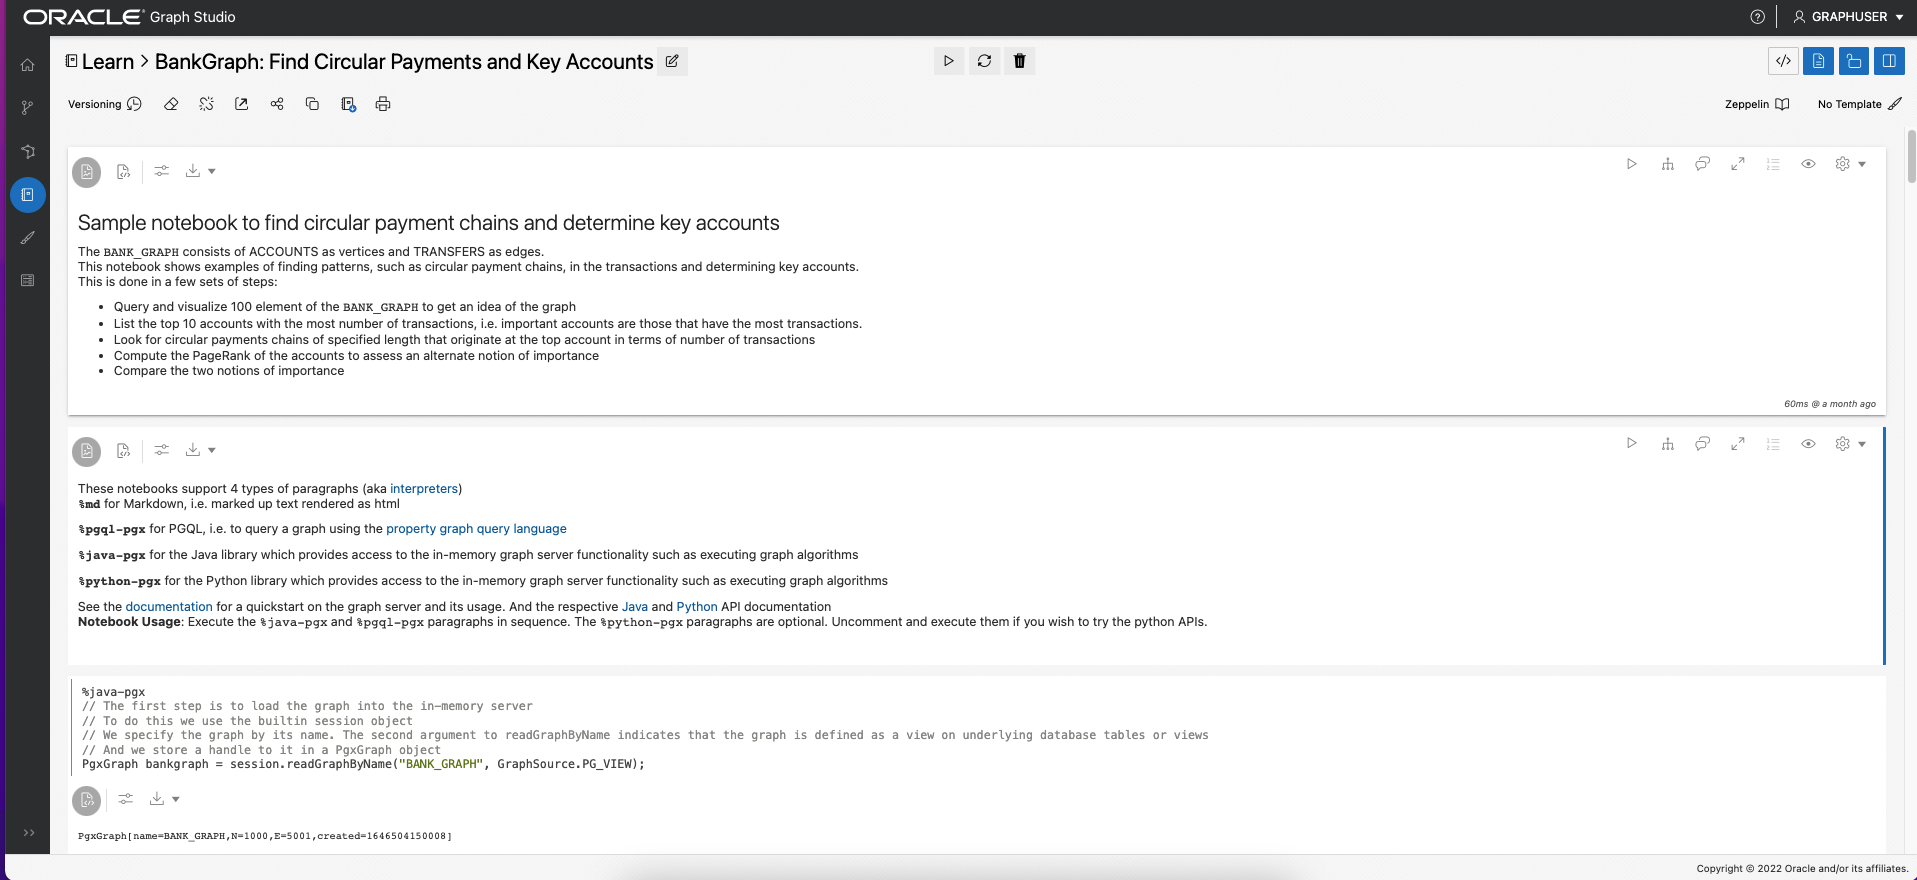 ORACLE Graph Studio
GRAPHUSER
Learn > BankGraph: Find Circular Payments and Key Accounts
Versioning
Zeppelin
No Template
Sample notebook to find circular payment chains and determine key accounts
The BANK_GRAPH consists of ACCOUNTS as vertices and TRANSFERS as edges.
This notebook shows examples of finding patterns, such as circular payment chains, in the transactions and determining key accounts.
This is done in a few sets of steps:
• Query and visualize 100 element of the BANK_GRAPH to get an idea of the graph
• List the top 10 accounts with the most number of transactions, i.e. important accounts are those that have the most transactions.
• Look for circular payments chains of specified length that originate at the top account in terms of number of transactions
• Compute the PageRank of the accounts to assess an alternate notion of importance
• Compare the two notions of importance
60ms @ a month ago
These notebooks support 4 types of paragraphs (aka interpreters)
%md for Markdown, i.e. marked up text rendered as html
%pgql-pgx for PGQL, i.e. to query a graph using the property graph query language
%java-pgx for the Java library which provides access to the in-memory graph server functionality such as executing graph algorithms
%python-pgx for the Python library which provides access to the in-memory graph server functionality such as executing graph algorithms
See the documentation for a quickstart on the graph server and its usage. And the respective Java and Python API documentation
Notebook Usage: Execute the %java-pgx and %pgql-pgx paragraphs in sequence. The %python-pgx paragraphs are optional. Uncomment and execute them if you wish to try the python APIs.
%java-pgx
// The first step is to load the graph into the in-memory server
// To do this we use the builtin session object
// We specify the graph by its name. The second argument to readGraphByName indicates that the graph is defined as a view on underlying database tables or views
// And we store a handle to it in a PgxGraph object
PgxGraph bankgraph = session.readGraphByName("BANK_GRAPH", GraphSource.PG_VIEW);
PgxGraph[name=BANK_GRAPH,N=1000,E=5001,created=1646504150008]
Copyright © 2022 Oracle and/or its affiliates.